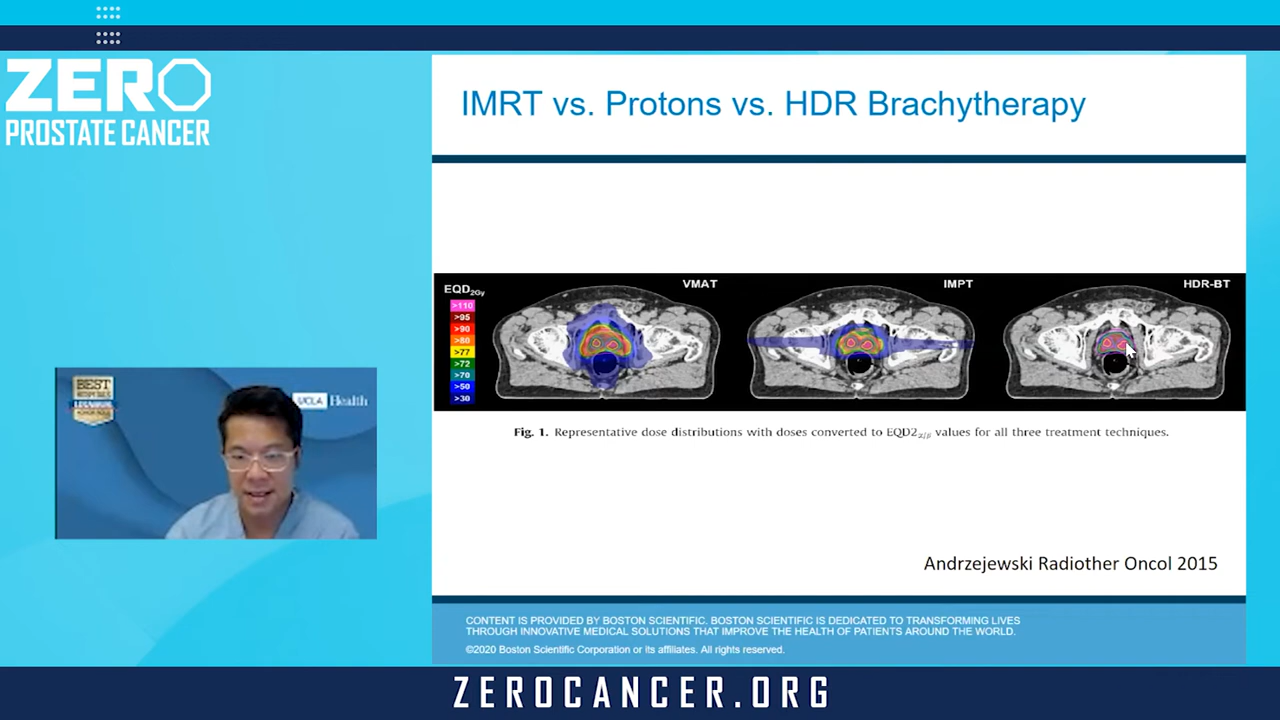 ZERO
PROSTATE CANCER
IMRT vs. Protons vs. HDR Brachytherapy
EQD2Gy
>110
>95
>90
>80
>77
>72
>70
>50
>30
VMAT
IMPT
HDR-BT
Fig. 1. Representative dose distributions with doses converted to EQD2α/β values for all three treatment techniques.
BEST
HOSPITALS
UCLA Health
Andrzejewski Radiother Oncol 2015
CONTENT IS PROVIDED BY BOSTON SCIENTIFIC. BOSTON SCIENTIFIC IS DEDICATED TO TRANSFORMING LIVES
THROUGH INNOVATIVE MEDICAL SOLUTIONS THAT IMPROVE THE HEALTH OF PATIENTS AROUND THE WORLD.
©2020 Boston Scientific Corporation or its affiliates. All rights reserved.
ZEROCANCER.ORG